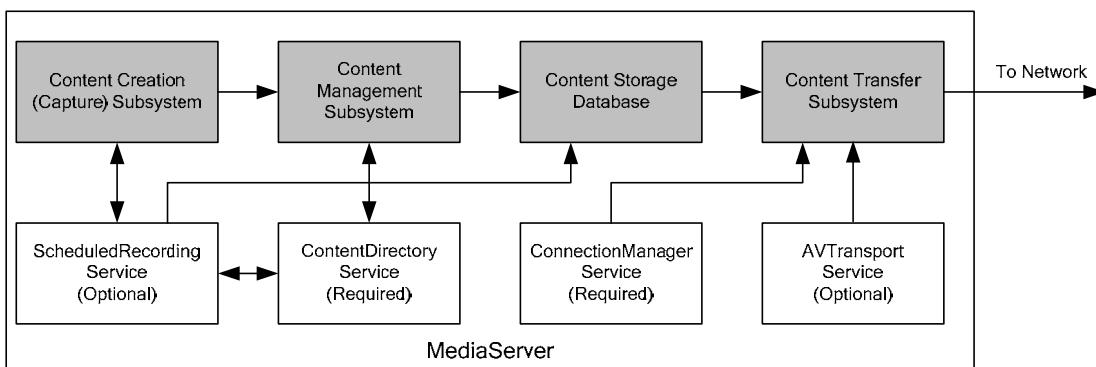 Content Creation
(Capture) Subsystem
Content
Management
Subsystem
Content Storage
Database
Content Transfer
Subsystem
To Network
ScheduledRecording
Service
(Optional)
ContentDirectory
Service
(Required)
ConnectionManager
Service
(Required)
AVTransport
Service
(Optional)
MediaServer